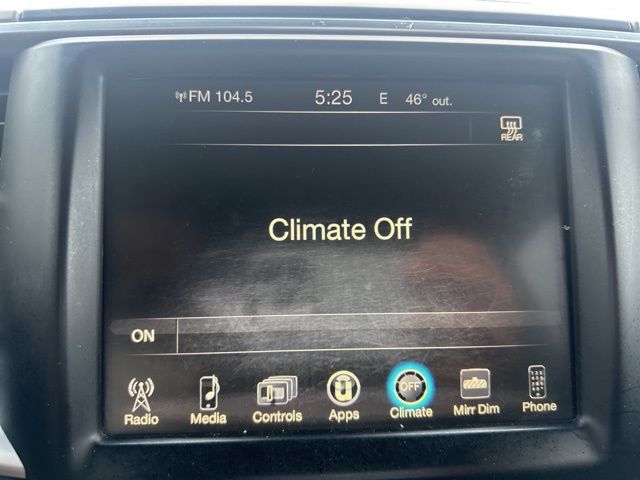 FM 104.5 5:25 E 46° out.
REAR
Climate Off
ON
OFF
Radio Media Controls Apps Climate Mirr Dim Phone